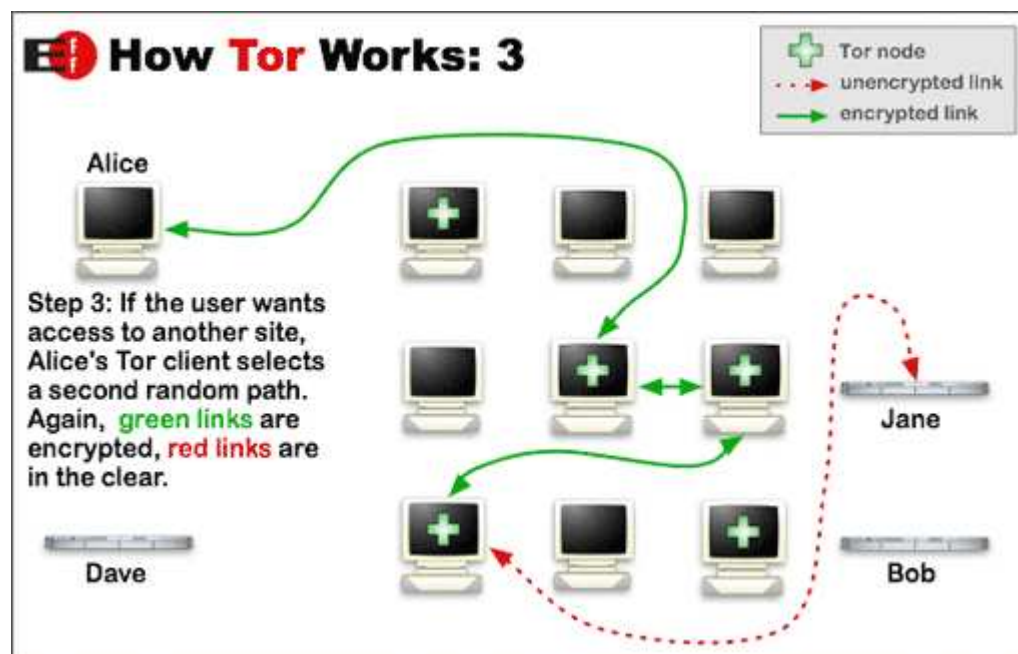 EFF How Tor Works: 3
Tor node
unencrypted link
encrypted link
Alice
Step 3: If the user wants
access to another site,
Alice's Tor client selects
a second random path.
Again, green links are
encrypted, red links are
in the clear.
Jane
Dave
Bob